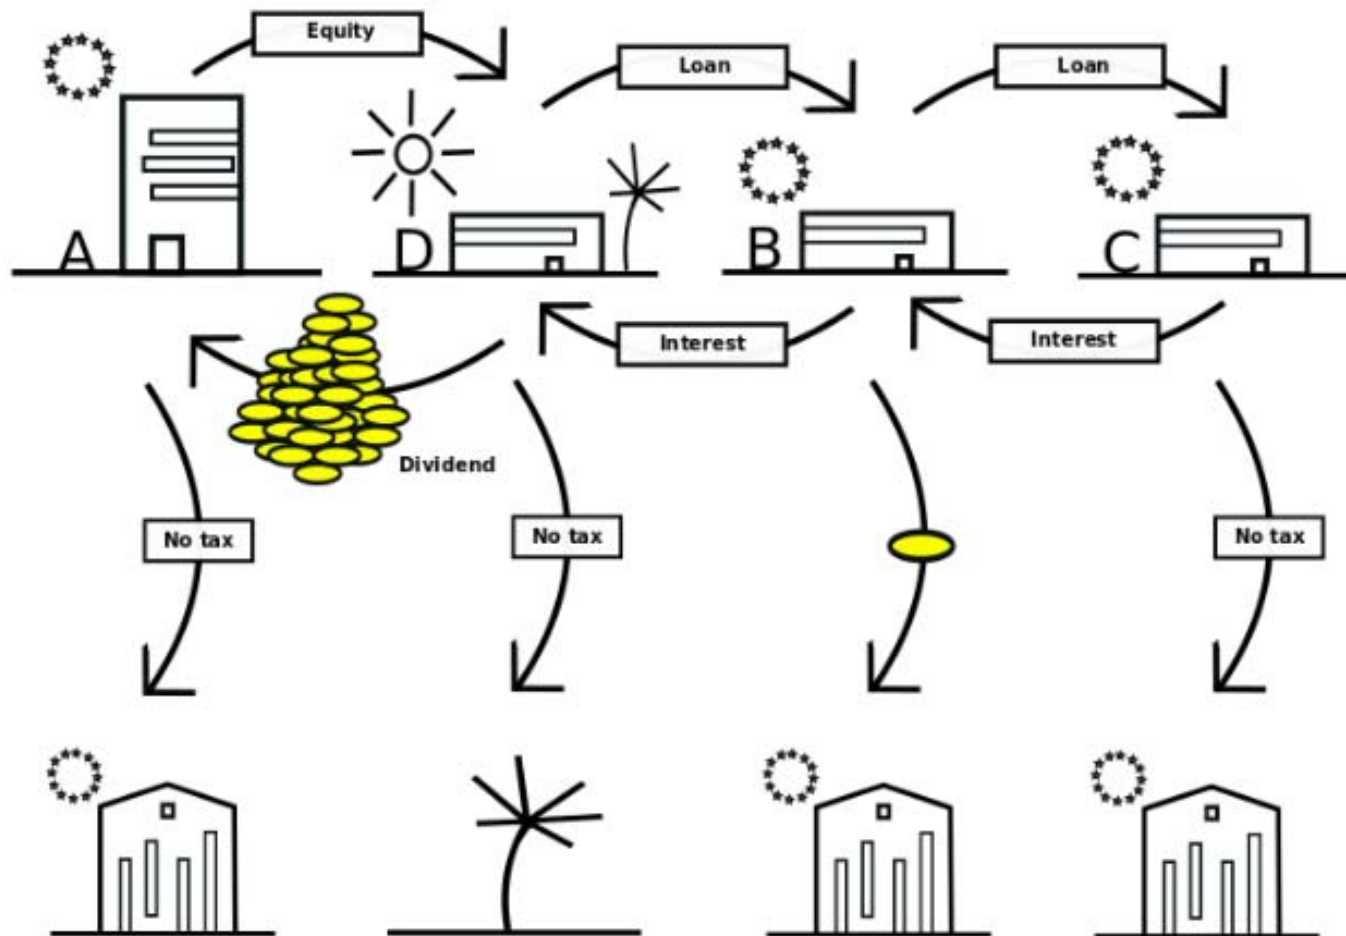 Equity
Loan
Loan
A
D
B
C
Interest
Interest
Dividend
No tax
No tax
No tax